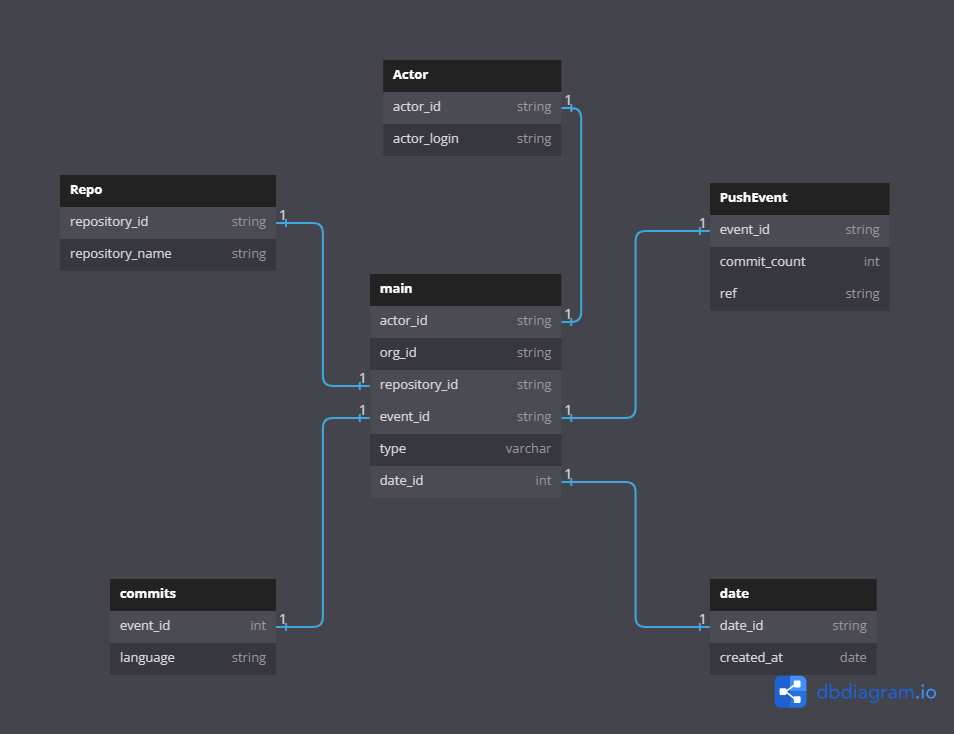 Actor
actor_id string
actor_login string
1
Repo
repository_id string
repository_name string
1
PushEvent
event_id string
commit_count int
ref string
1
main
actor_id string
org_id string
repository_id string
event_id string
type varchar
date_id int
1
1
1
1
1
commits
event_id int
language string
1
date
date_id string
created_at date
1
dbdiagram.io